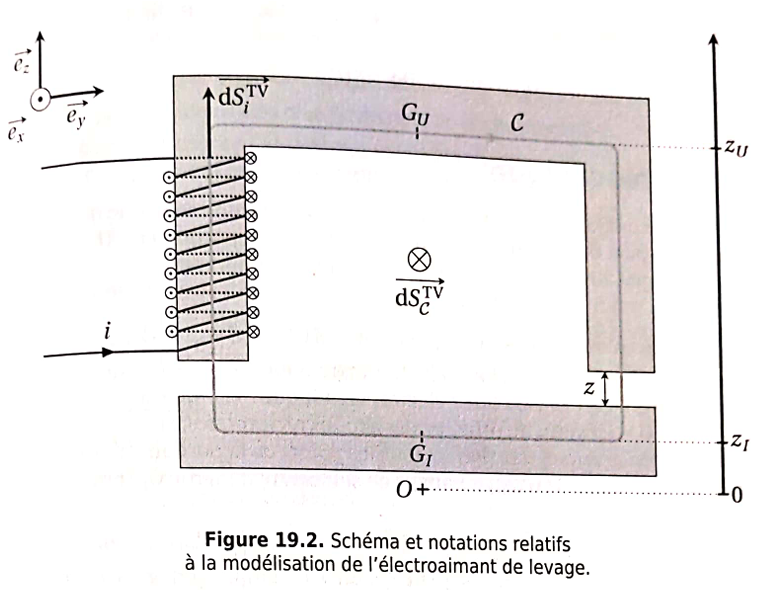 e_z
e_y
e_x
dS_i^TV
G_U
C
z_U
dS_C^TV
i
z
z_I
G_I
O
0
Figure 19.2. Schéma et notations relatifs
à la modélisation de l’électroaimant de levage.